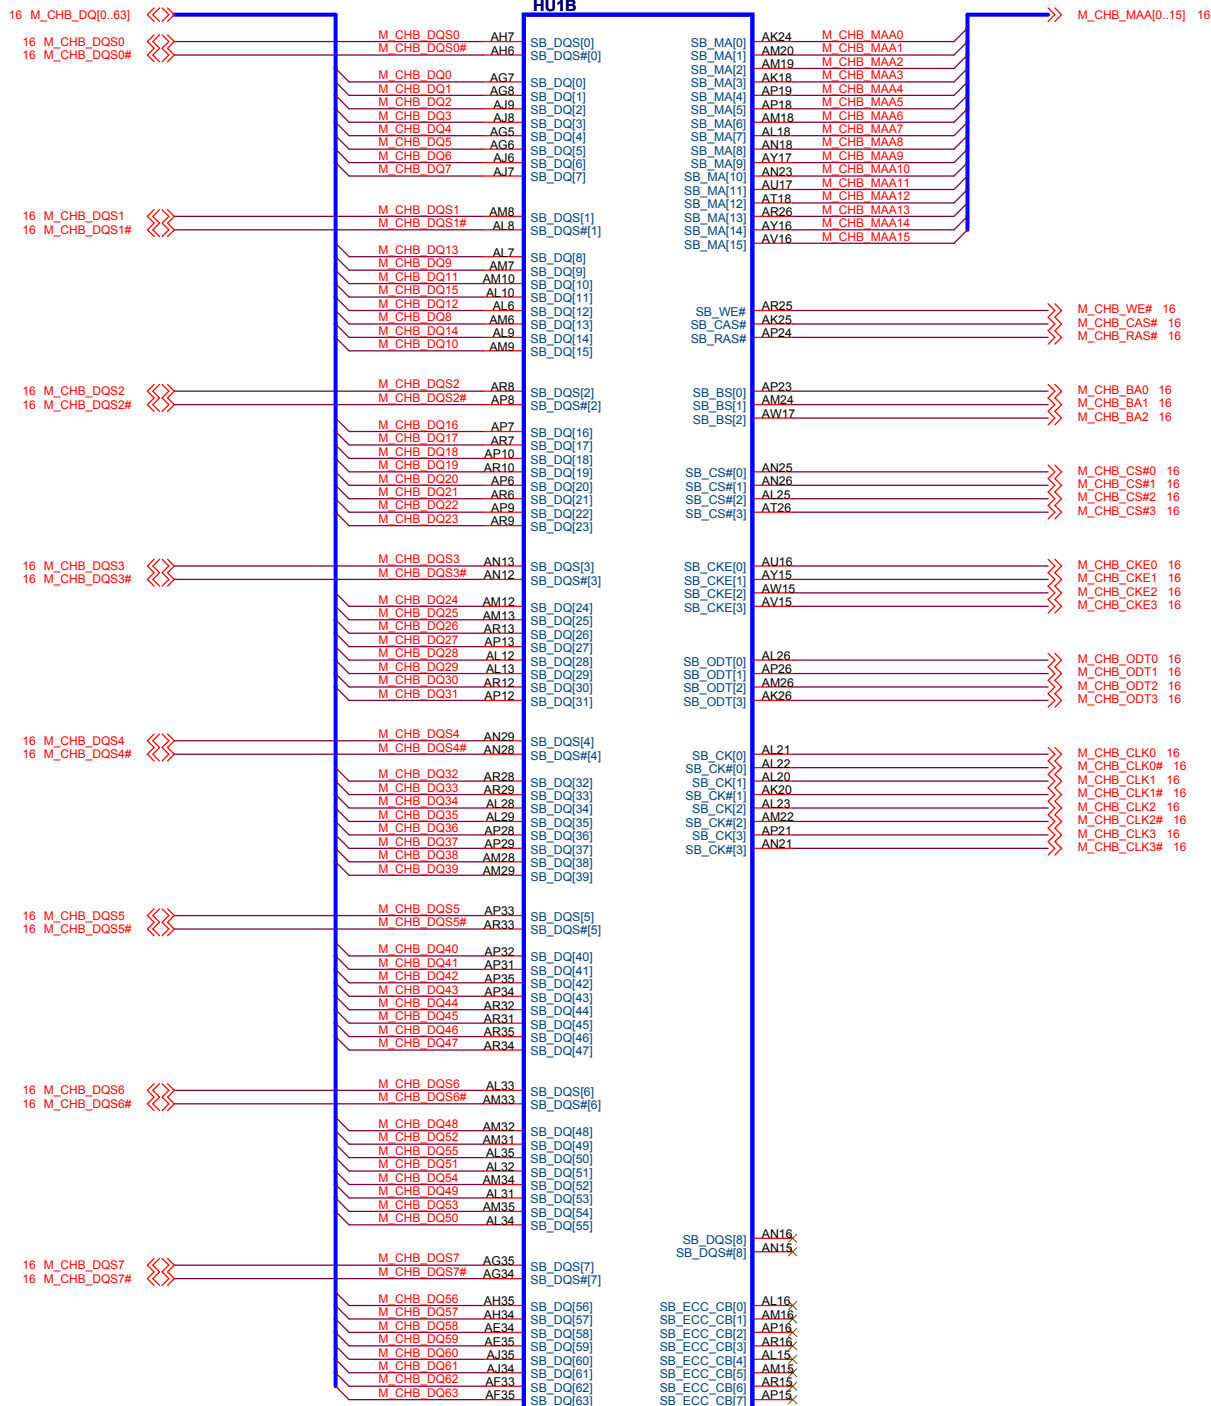 HU1B
16 M_CHB_DQ[0..63]
M_CHB_MAA[0..15] 16
16 M_CHB_DQS0 M_CHB_DQS0 AH7 SB_DQS[0]
16 M_CHB_DQS0# M_CHB_DQS0# AH6 SB_DQS#[0]
M_CHB_DQ0 AG7 SB_DQ[0]
M_CHB_DQ1 AG8 SB_DQ[1]
M_CHB_DQ2 AJ9 SB_DQ[2]
M_CHB_DQ3 AJ8 SB_DQ[3]
M_CHB_DQ4 AG5 SB_DQ[4]
M_CHB_DQ5 AG6 SB_DQ[5]
M_CHB_DQ6 AJ6 SB_DQ[6]
M_CHB_DQ7 AJ7 SB_DQ[7]
16 M_CHB_DQS1 M_CHB_DQS1 AM8 SB_DQS[1]
16 M_CHB_DQS1# M_CHB_DQS1# AL8 SB_DQS#[1]
M_CHB_DQ13 AL7 SB_DQ[8]
M_CHB_DQ9 AM7 SB_DQ[9]
M_CHB_DQ11 AM10 SB_DQ[10]
M_CHB_DQ15 AL10 SB_DQ[11]
M_CHB_DQ12 AL6 SB_DQ[12]
M_CHB_DQ8 AM6 SB_DQ[13]
M_CHB_DQ14 AL9 SB_DQ[14]
M_CHB_DQ10 AM9 SB_DQ[15]
16 M_CHB_DQS2 M_CHB_DQS2 AR8 SB_DQS[2]
16 M_CHB_DQS2# M_CHB_DQS2# AP8 SB_DQS#[2]
M_CHB_DQ16 AP7 SB_DQ[16]
M_CHB_DQ17 AR7 SB_DQ[17]
M_CHB_DQ18 AP10 SB_DQ[18]
M_CHB_DQ19 AR10 SB_DQ[19]
M_CHB_DQ20 AP6 SB_DQ[20]
M_CHB_DQ21 AR6 SB_DQ[21]
M_CHB_DQ22 AP9 SB_DQ[22]
M_CHB_DQ23 AR9 SB_DQ[23]
16 M_CHB_DQS3 M_CHB_DQS3 AN13 SB_DQS[3]
16 M_CHB_DQS3# M_CHB_DQS3# AN12 SB_DQS#[3]
M_CHB_DQ24 AM12 SB_DQ[24]
M_CHB_DQ25 AM13 SB_DQ[25]
M_CHB_DQ26 AR13 SB_DQ[26]
M_CHB_DQ27 AP13 SB_DQ[27]
M_CHB_DQ28 AL12 SB_DQ[28]
M_CHB_DQ29 AL13 SB_DQ[29]
M_CHB_DQ30 AR12 SB_DQ[30]
M_CHB_DQ31 AP12 SB_DQ[31]
16 M_CHB_DQS4 M_CHB_DQS4 AN29 SB_DQS[4]
16 M_CHB_DQS4# M_CHB_DQS4# AN28 SB_DQS#[4]
M_CHB_DQ32 AR28 SB_DQ[32]
M_CHB_DQ33 AR29 SB_DQ[33]
M_CHB_DQ34 AL28 SB_DQ[34]
M_CHB_DQ35 AL29 SB_DQ[35]
M_CHB_DQ36 AP28 SB_DQ[36]
M_CHB_DQ37 AP29 SB_DQ[37]
M_CHB_DQ38 AM28 SB_DQ[38]
M_CHB_DQ39 AM29 SB_DQ[39]
16 M_CHB_DQS5 M_CHB_DQS5 AP33 SB_DQS[5]
16 M_CHB_DQS5# M_CHB_DQS5# AR33 SB_DQS#[5]
M_CHB_DQ40 AP32 SB_DQ[40]
M_CHB_DQ41 AP31 SB_DQ[41]
M_CHB_DQ42 AP35 SB_DQ[42]
M_CHB_DQ43 AP34 SB_DQ[43]
M_CHB_DQ44 AR32 SB_DQ[44]
M_CHB_DQ45 AR31 SB_DQ[45]
M_CHB_DQ46 AR35 SB_DQ[46]
M_CHB_DQ47 AR34 SB_DQ[47]
16 M_CHB_DQS6 M_CHB_DQS6 AL33 SB_DQS[6]
16 M_CHB_DQS6# M_CHB_DQS6# AM33 SB_DQS#[6]
M_CHB_DQ48 AM32 SB_DQ[48]
M_CHB_DQ52 AM31 SB_DQ[49]
M_CHB_DQ55 AL35 SB_DQ[50]
M_CHB_DQ51 AL32 SB_DQ[51]
M_CHB_DQ54 AM34 SB_DQ[52]
M_CHB_DQ49 AL31 SB_DQ[53]
M_CHB_DQ53 AM35 SB_DQ[54]
M_CHB_DQ50 AL34 SB_DQ[55]
16 M_CHB_DQS7 M_CHB_DQS7 AG35 SB_DQS[7]
16 M_CHB_DQS7# M_CHB_DQS7# AG34 SB_DQS#[7]
M_CHB_DQ56 AH35 SB_DQ[56]
M_CHB_DQ57 AH34 SB_DQ[57]
M_CHB_DQ58 AE34 SB_DQ[58]
M_CHB_DQ59 AE35 SB_DQ[59]
M_CHB_DQ60 AJ35 SB_DQ[60]
M_CHB_DQ61 AJ34 SB_DQ[61]
M_CHB_DQ62 AF33 SB_DQ[62]
M_CHB_DQ63 AF35 SB_DQ[63]
SB_MA[0] AK24 M_CHB_MAA0
SB_MA[1] AM20 M_CHB_MAA1
SB_MA[2] AM19 M_CHB_MAA2
SB_MA[3] AK18 M_CHB_MAA3
SB_MA[4] AP19 M_CHB_MAA4
SB_MA[5] AP18 M_CHB_MAA5
SB_MA[6] AM18 M_CHB_MAA6
SB_MA[7] AL18 M_CHB_MAA7
SB_MA[8] AN18 M_CHB_MAA8
SB_MA[9] AY17 M_CHB_MAA9
SB_MA[10] AN23 M_CHB_MAA10
SB_MA[11] AU17 M_CHB_MAA11
SB_MA[12] AT18 M_CHB_MAA12
SB_MA[13] AR26 M_CHB_MAA13
SB_MA[14] AY16 M_CHB_MAA14
SB_MA[15] AV16 M_CHB_MAA15
SB_WE# AR25 M_CHB_WE# 16
SB_CAS# AK25 M_CHB_CAS# 16
SB_RAS# AP24 M_CHB_RAS# 16
SB_BS[0] AP23 M_CHB_BA0 16
SB_BS[1] AM24 M_CHB_BA1 16
SB_BS[2] AW17 M_CHB_BA2 16
SB_CS#[0] AN25 M_CHB_CS#0 16
SB_CS#[1] AN26 M_CHB_CS#1 16
SB_CS#[2] AL25 M_CHB_CS#2 16
SB_CS#[3] AT26 M_CHB_CS#3 16
SB_CKE[0] AU16 M_CHB_CKE0 16
SB_CKE[1] AY15 M_CHB_CKE1 16
SB_CKE[2] AW15 M_CHB_CKE2 16
SB_CKE[3] AV15 M_CHB_CKE3 16
SB_ODT[0] AL26 M_CHB_ODT0 16
SB_ODT[1] AP26 M_CHB_ODT1 16
SB_ODT[2] AM26 M_CHB_ODT2 16
SB_ODT[3] AK26 M_CHB_ODT3 16
SB_CK[0] AL21 M_CHB_CLK0 16
SB_CK#[0] AL22 M_CHB_CLK0# 16
SB_CK[1] AL20 M_CHB_CLK1 16
SB_CK#[1] AK20 M_CHB_CLK1# 16
SB_CK[2] AL23 M_CHB_CLK2 16
SB_CK#[2] AM22 M_CHB_CLK2# 16
SB_CK[3] AP21 M_CHB_CLK3 16
SB_CK#[3] AN21 M_CHB_CLK3# 16
SB_DQS[8] AN16
SB_DQS#[8] AN15
SB_ECC_CB[0] AL16
SB_ECC_CB[1] AM16
SB_ECC_CB[2] AP16
SB_ECC_CB[3] AR16
SB_ECC_CB[4] AL15
SB_ECC_CB[5] AM15
SB_ECC_CB[6] AR15
SB_ECC_CB[7] AP15